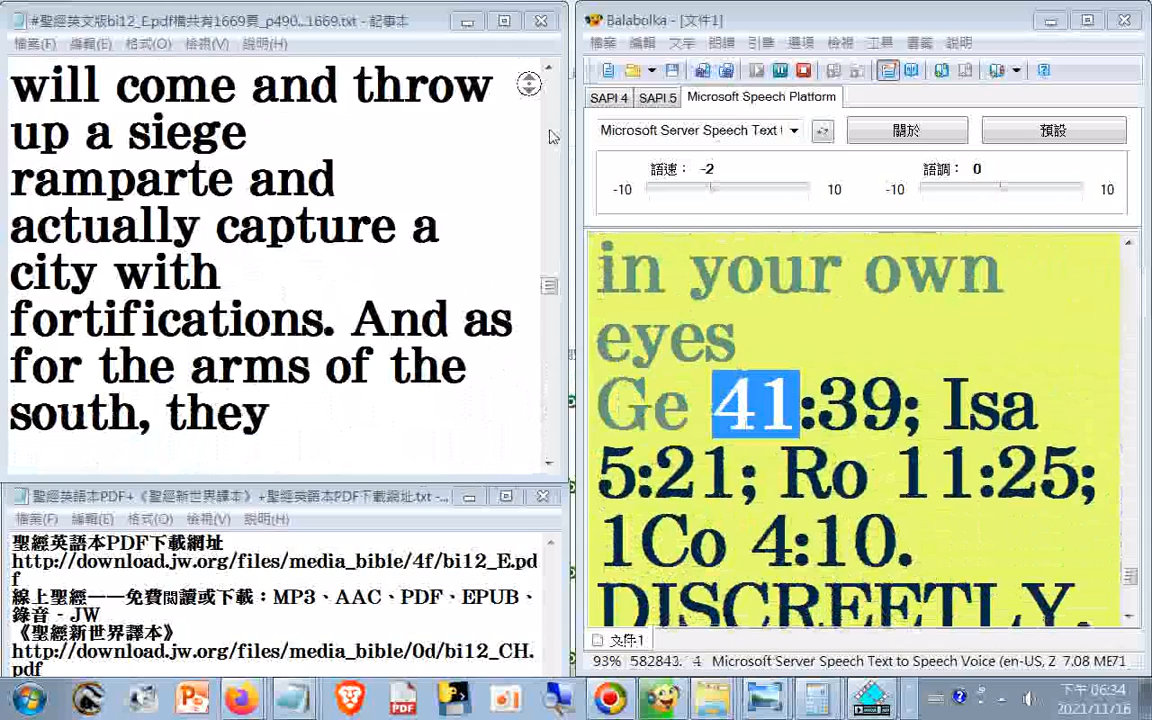 #聖經英文版bi12_E.pdf檔共有1669頁_p490...1669.txt - 記事本
檔案(F) 編輯(E) 格式(O) 檢視(V) 說明(H)
will come and throw
up a siege
ramparte and
actually capture a
city with
fortifications. And as
for the arms of the
south, they
聖經英語本PDF+《聖經新世界譯本》+聖經英語本PDF下載網址.txt -...
檔案(F) 編輯(E) 格式(O) 檢視(V) 說明(H)
聖經英語本PDF下載網址
http://download.jw.org/files/media_bible/4f/bi12_E.pd
f
線上聖經——免費閱讀或下載：MP3、AAC、PDF、EPUB、
錄音 - JW
《聖經新世界譯本》
http://download.jw.org/files/media_bible/0d/bi12_CH.
pdf
Balabolka - [文件1]
檔案 編輯 文字 朗讀 引擎 選項 檢視 工具 書籤 說明
SAPI 4 SAPI 5 Microsoft Speech Platform
Microsoft Server Speech Text 關於 預設
語速： -2 語調： 0
-10 10 -10 10
in your own
eyes
Ge 41:39; Isa
5:21; Ro 11:25;
1Co 4:10.
DISCREETLY,
文件1
93% 582843: 4 Microsoft Server Speech Text to Speech Voice (en-US, Z 7.08 ME71
PDF
下午 06:34
2021/11/16